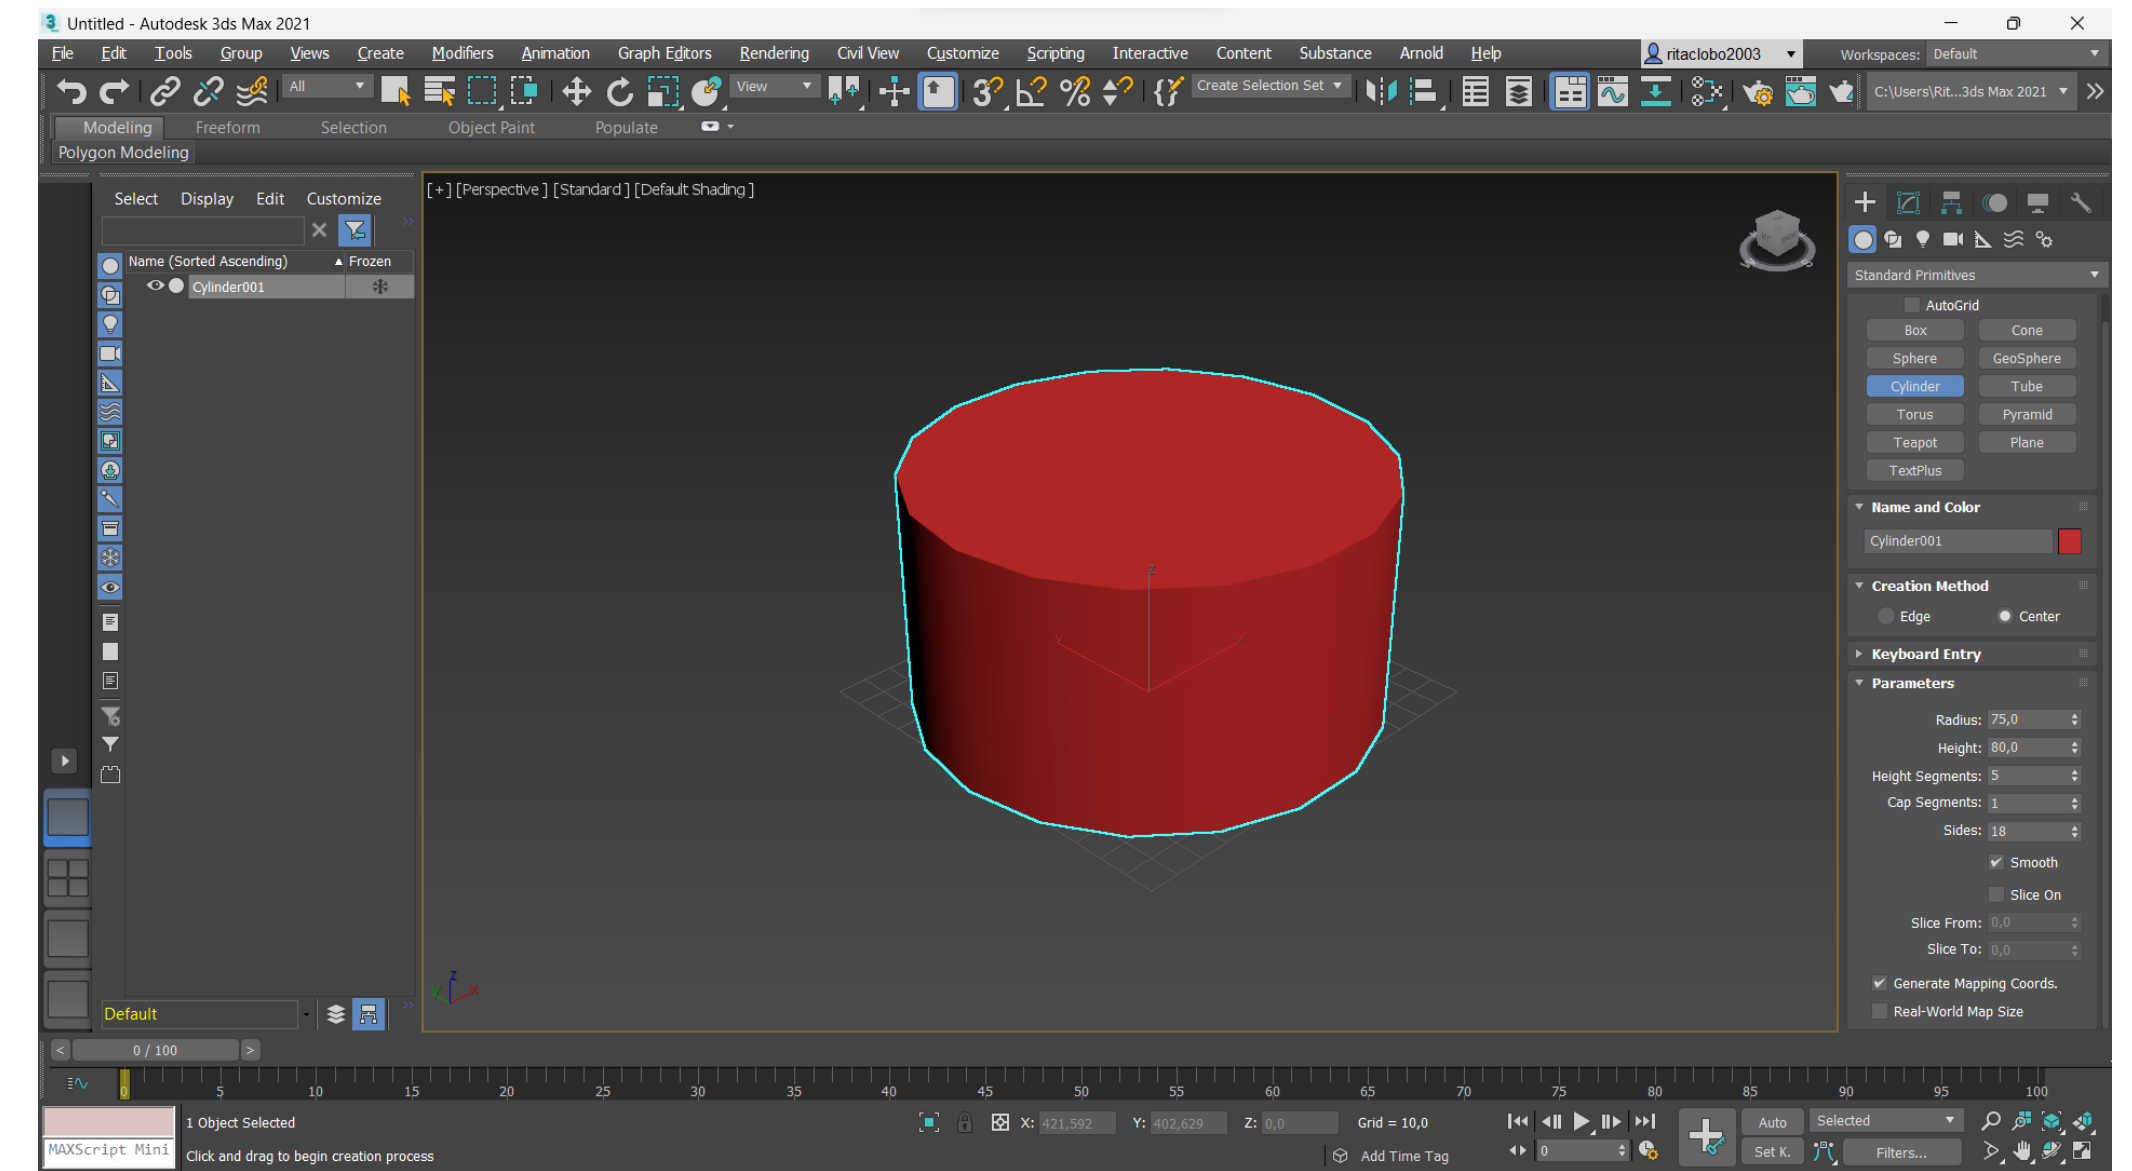 Untitled - Autodesk 3ds Max 2021
File Edit Tools Group Views Create Modifiers Animation Graph Editors Rendering Civil View Customize Scripting Interactive Content Substance Arnold Help ritaclobo2003 Workspaces: Default
All View Create Selection Set C:\Users\Rit...3ds Max 2021
Modeling Freeform Selection Object Paint Populate
Polygon Modeling
Select Display Edit Customize
Name (Sorted Ascending) Frozen
Cylinder001
[+] [Perspective] [Standard] [Default Shading]
z
y x
z
y x
Standard Primitives
AutoGrid
Box Cone
Sphere GeoSphere
Cylinder Tube
Torus Pyramid
Teapot Plane
TextPlus
Name and Color
Cylinder001
Creation Method
Edge Center
Keyboard Entry
Parameters
Radius: 75,0
Height: 80,0
Height Segments: 5
Cap Segments: 1
Sides: 18
Smooth
Slice On
Slice From: 0,0
Slice To: 0,0
Generate Mapping Coords.
Real-World Map Size
Default
< 0 / 100 >
0 5 10 15 20 25 30 35 40 45 50 55 60 65 70 75 80 85 90 95 100
1 Object Selected X: 421,592 Y: 402,629 Z: 0,0 Grid = 10,0 Auto Selected
MAXScript Mini Click and drag to begin creation process Add Time Tag 0 Set K. Filters...